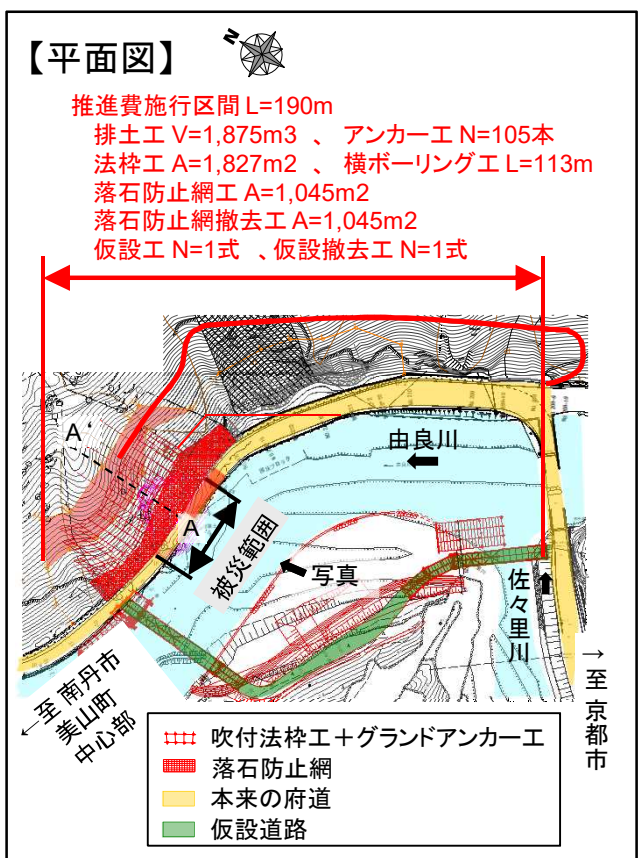 【平面図】
N
推進費施行区間 L=190m
排土工 V=1,875m3 、 アンカー工 N=105本
法枠工 A=1,827m2 、 横ボーリング工 L=113m
落石防止網工 A=1,045m2
落石防止網撤去工 A=1,045m2
仮設工 N=1式 、仮設撤去工 N=1式
A'
A
由良川
被災範囲
写真
佐々里川
→至 京都市
←至 南丹市
美山町
中心部
吹付法枠工＋グランドアンカー工
落石防止網
本来の府道
仮設道路